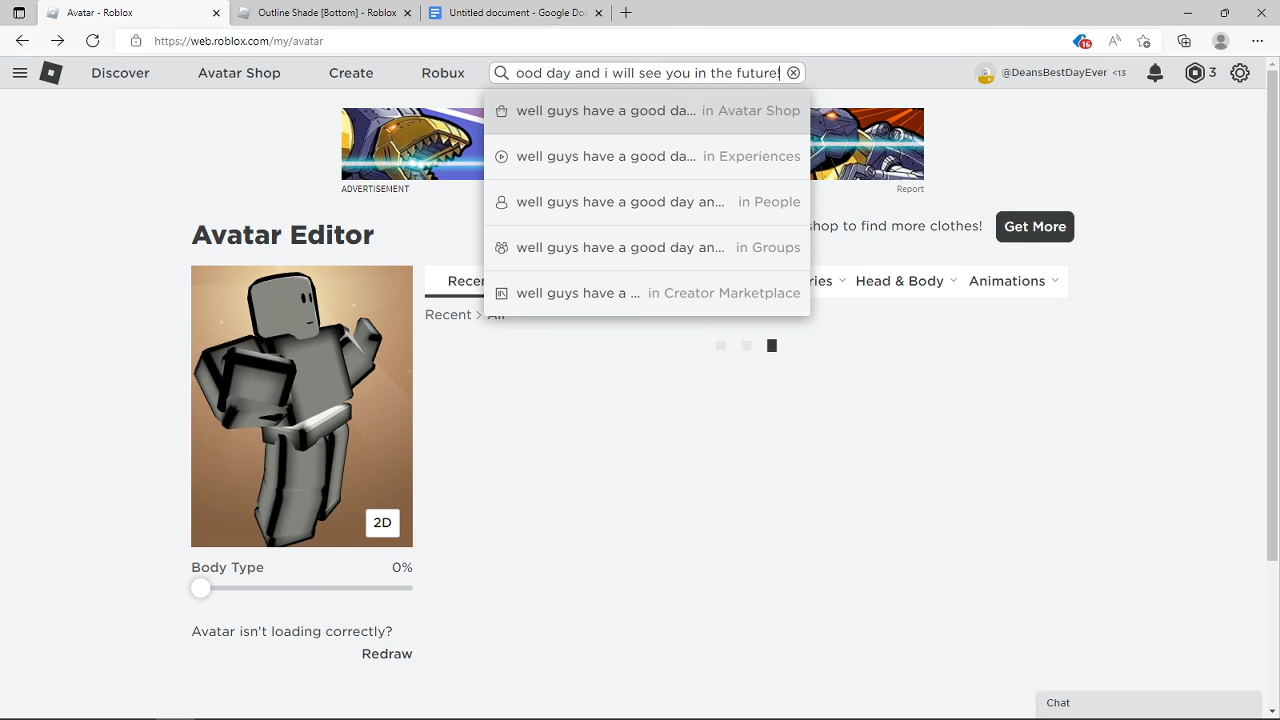 Avatar - Roblox
Outline Shade [Bottom] - Roblox
Untitled document - Google Do
https://web.roblox.com/my/avatar
16
Discover
Avatar Shop
Create
Robux
ood day and i will see you in the future!
@DeansBestDayEver <13
3
well guys have a good da... in Avatar Shop
well guys have a good da... in Experiences
well guys have a good day an... in People
well guys have a good day an... in Groups
well guys have a ... in Creator Marketplace
ADVERTISEMENT
Report
Avatar Editor
shop to find more clothes!
Get More
Recen
ries
Head & Body
Animations
Recent > All
2D
Body Type 0%
Avatar isn't loading correctly?
Redraw
Chat